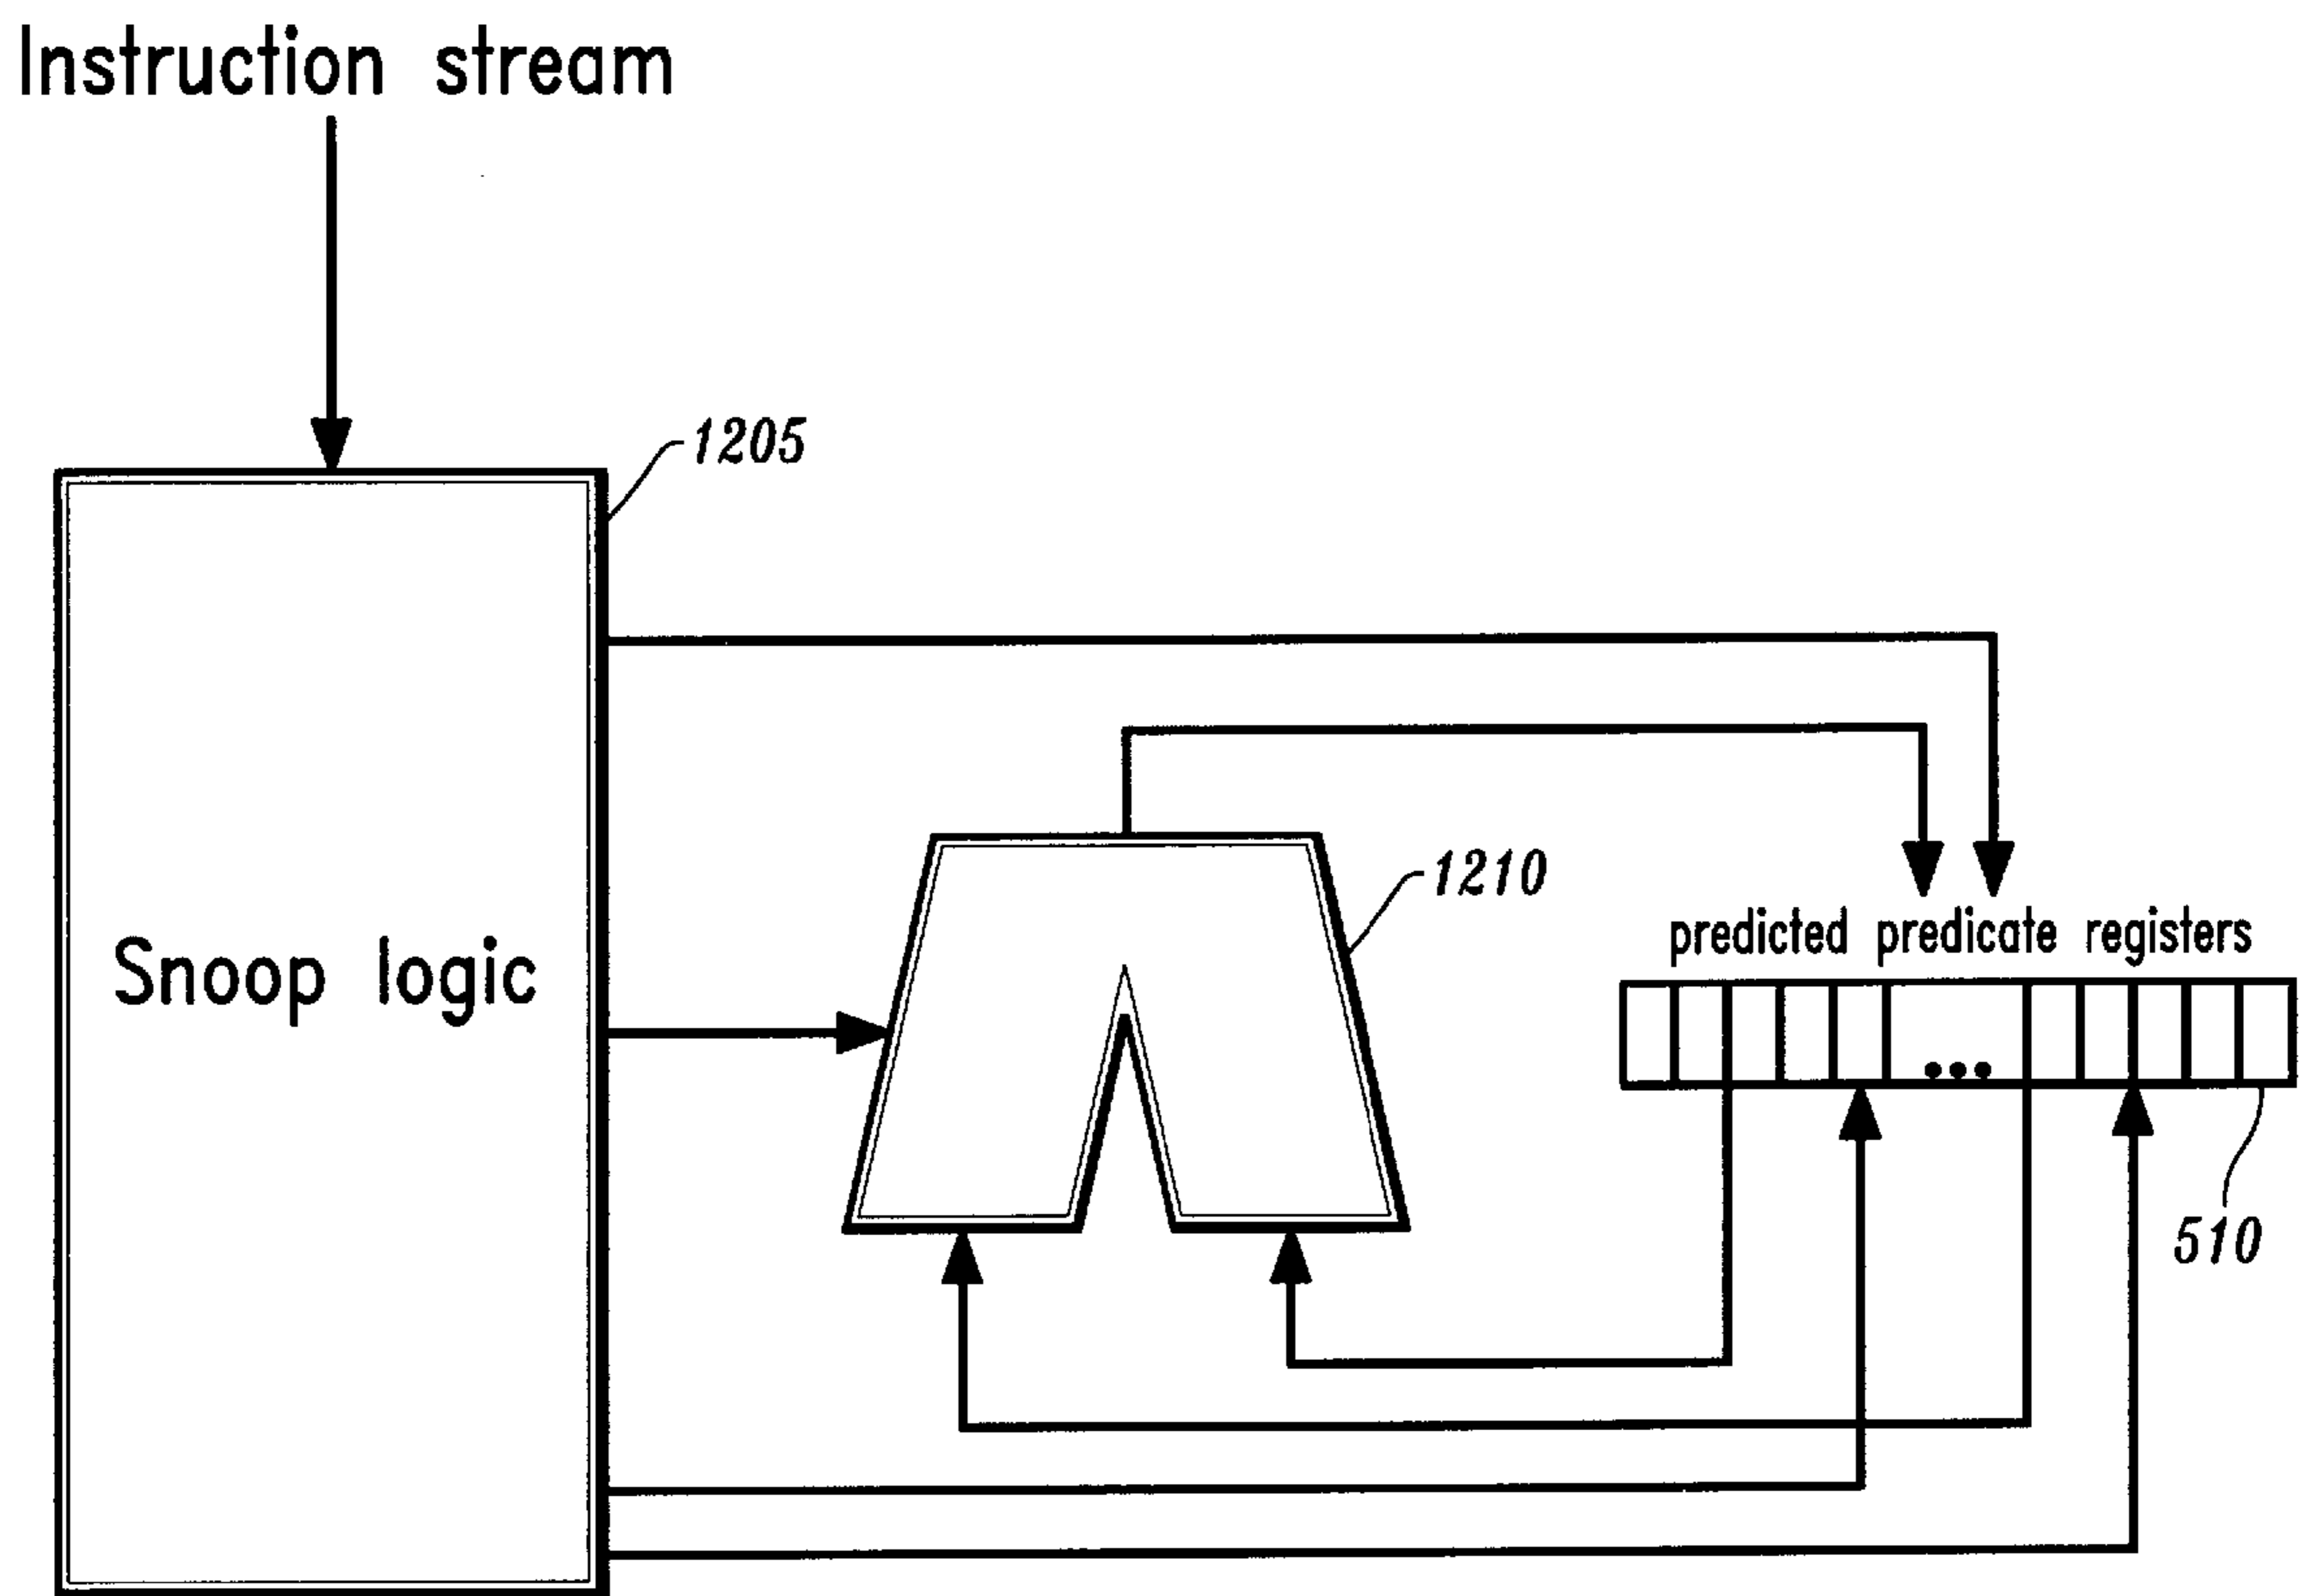 Instruction stream
1205
1210
Snoop logic
predicted predicate registers
510